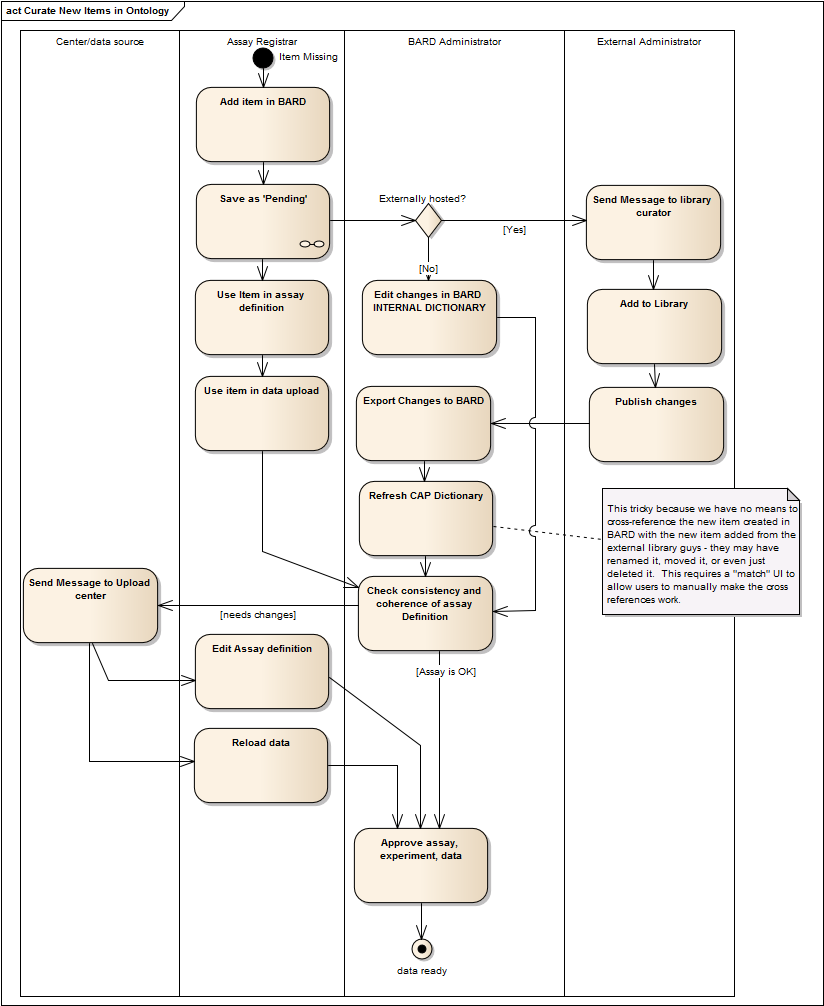 act Curate New Items in Ontology
Center/data source
Assay Registrar
BARD Administrator
External Administrator
Item Missing
Add item in BARD
Save as 'Pending'
Externally hosted?
[Yes]
Send Message to library
curator
[No]
Use Item in assay
definition
Edit changes in BARD
INTERNAL DICTIONARY
Add to Library
Use item in data upload
Export Changes to BARD
Publish changes
Refresh CAP Dictionary
This tricky because we have no means to
cross-reference the new item created in
BARD with the new item added from the
external library guys - they may have
renamed it, moved it, or even just
deleted it.  This requires a "match" UI to
allow users to manually make the cross
references work.
Send Message to Upload
center
Check consistency and
coherence of assay
Definition
[needs changes]
Edit Assay definition
[Assay is OK]
Reload data
Approve assay,
experiment, data
data ready